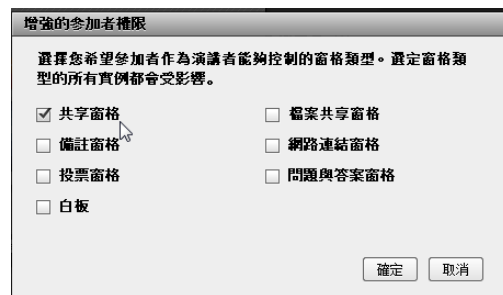 增強的參加者權限
選擇您希望參加者作為演講者能夠控制的窗格類型。選定窗格類
型的所有實例都會受影響。
共享窗格
檔案共享窗格
備註窗格
網路連結窗格
投票窗格
問題與答案窗格
白板
確定
取消